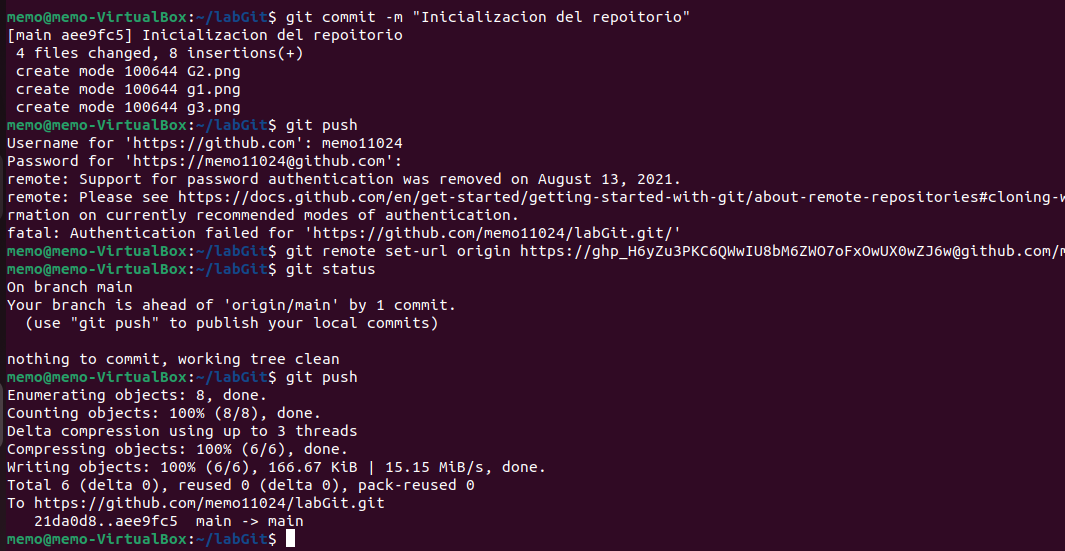 memo@memo-VirtualBox:~/labGit$ git commit -m "Inicializacion del repoitorio"
[main aee9fc5] Inicializacion del repoitorio
 4 files changed, 8 insertions(+)
 create mode 100644 G2.png
 create mode 100644 g1.png
 create mode 100644 g3.png
memo@memo-VirtualBox:~/labGit$ git push
Username for 'https://github.com': memo11024
Password for 'https://memo11024@github.com':
remote: Support for password authentication was removed on August 13, 2021.
remote: Please see https://docs.github.com/en/get-started/getting-started-with-git/about-remote-repositories#cloning-w
rmation on currently recommended modes of authentication.
fatal: Authentication failed for 'https://github.com/memo11024/labGit.git/'
memo@memo-VirtualBox:~/labGit$ git remote set-url origin https://[access token omitted]@github.com/m
memo@memo-VirtualBox:~/labGit$ git status
On branch main
Your branch is ahead of 'origin/main' by 1 commit.
  (use "git push" to publish your local commits)

nothing to commit, working tree clean
memo@memo-VirtualBox:~/labGit$ git push
Enumerating objects: 8, done.
Counting objects: 100% (8/8), done.
Delta compression using up to 3 threads
Compressing objects: 100% (6/6), done.
Writing objects: 100% (6/6), 166.67 KiB | 15.15 MiB/s, done.
Total 6 (delta 0), reused 0 (delta 0), pack-reused 0
To https://github.com/memo11024/labGit.git
   21da0d8..aee9fc5  main -> main
memo@memo-VirtualBox:~/labGit$